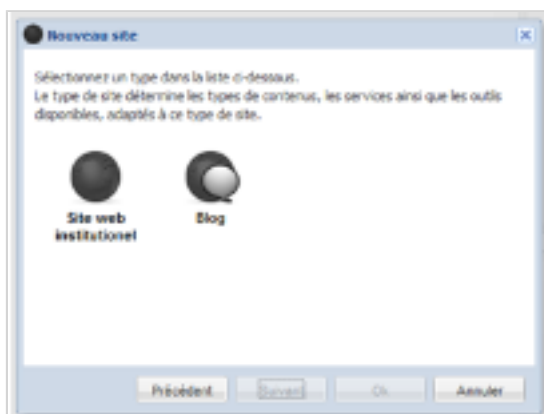 Nouveau site
Sélectionnez un type dans la liste ci-dessous.
Le type de site détermine les types de contenus, les services ainsi que les outils
disponibles, adaptés à ce type de site.
Site web
institutionel
Blog
Précédent
Suivant
Ok
Annuler